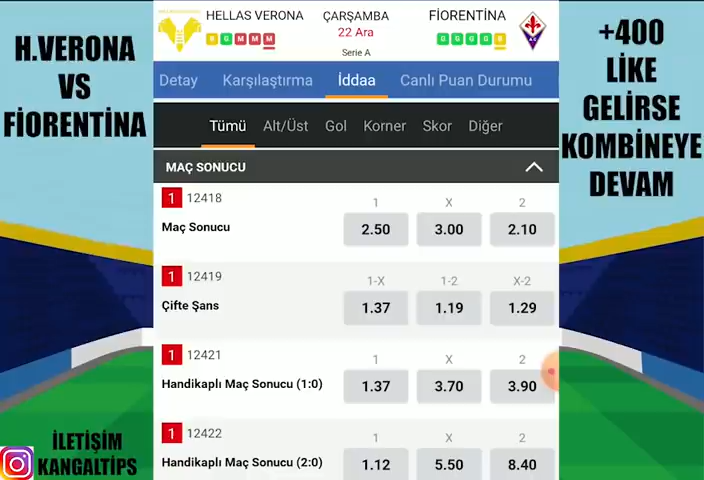 H.VERONA
VS
FİORENTİNA
HELLAS VERONA
B G M M M
ÇARŞAMBA
22 Ara
Serie A
FİORENTİNA
G G G G B
Detay Karşılaştırma İddaa Canlı Puan Durumu
Tümü Alt/Üst Gol Korner Skor Diğer
MAÇ SONUCU
1 12418
Maç Sonucu
1 X 2
2.50 3.00 2.10
1 12419
Çifte Şans
1-X 1-2 X-2
1.37 1.19 1.29
1 12421
Handikaplı Maç Sonucu (1:0)
1 X 2
1.37 3.70 3.90
1 12422
Handikaplı Maç Sonucu (2:0)
1 X 2
1.12 5.50 8.40
+400
LİKE
GELİRSE
KOMBİNEYE
DEVAM
İLETİŞİM
KANGALTİPS